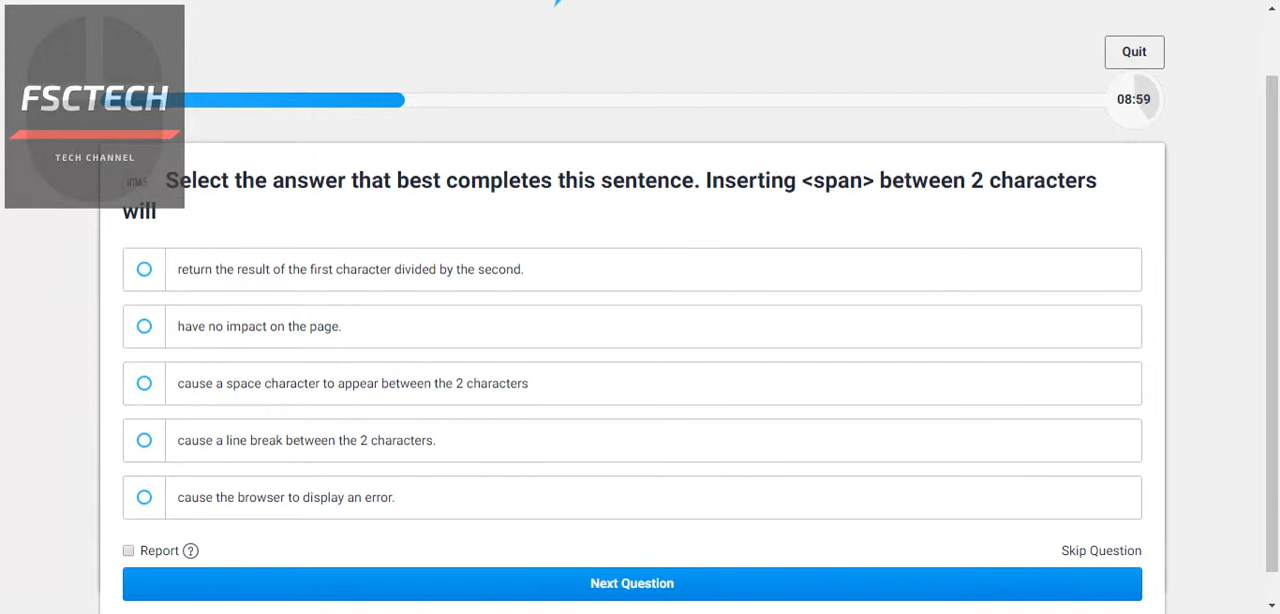 FSCTECH
TECH CHANNEL
Quit
08:59
Select the answer that best completes this sentence. Inserting <span> between 2 characters
will
return the result of the first character divided by the second.
have no impact on the page.
cause a space character to appear between the 2 characters
cause a line break between the 2 characters.
cause the browser to display an error.
Report ?
Skip Question
Next Question